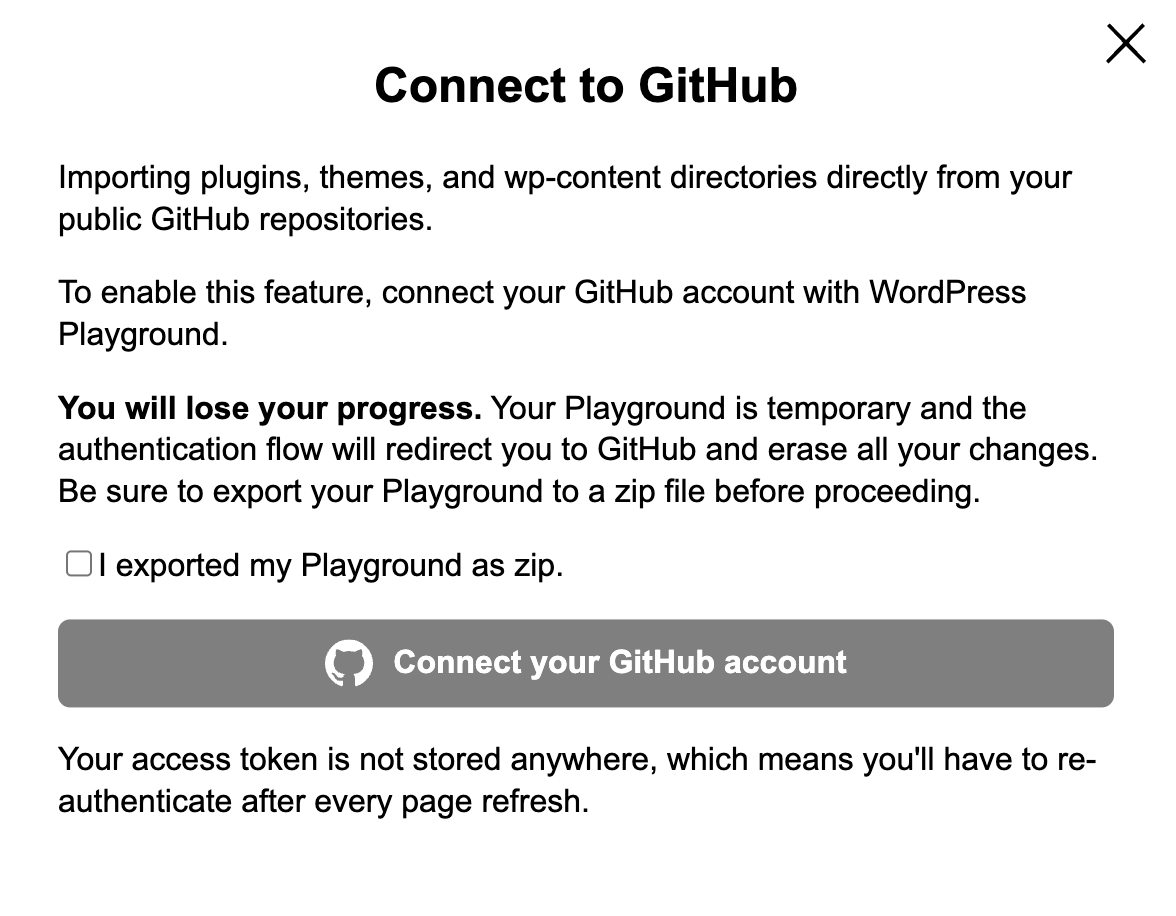 Connect to GitHub
Importing plugins, themes, and wp-content directories directly from your
public GitHub repositories.
To enable this feature, connect your GitHub account with WordPress
Playground.
You will lose your progress. Your Playground is temporary and the
authentication flow will redirect you to GitHub and erase all your changes.
Be sure to export your Playground to a zip file before proceeding.
I exported my Playground as zip.
Connect your GitHub account
Your access token is not stored anywhere, which means you'll have to re-
authenticate after every page refresh.